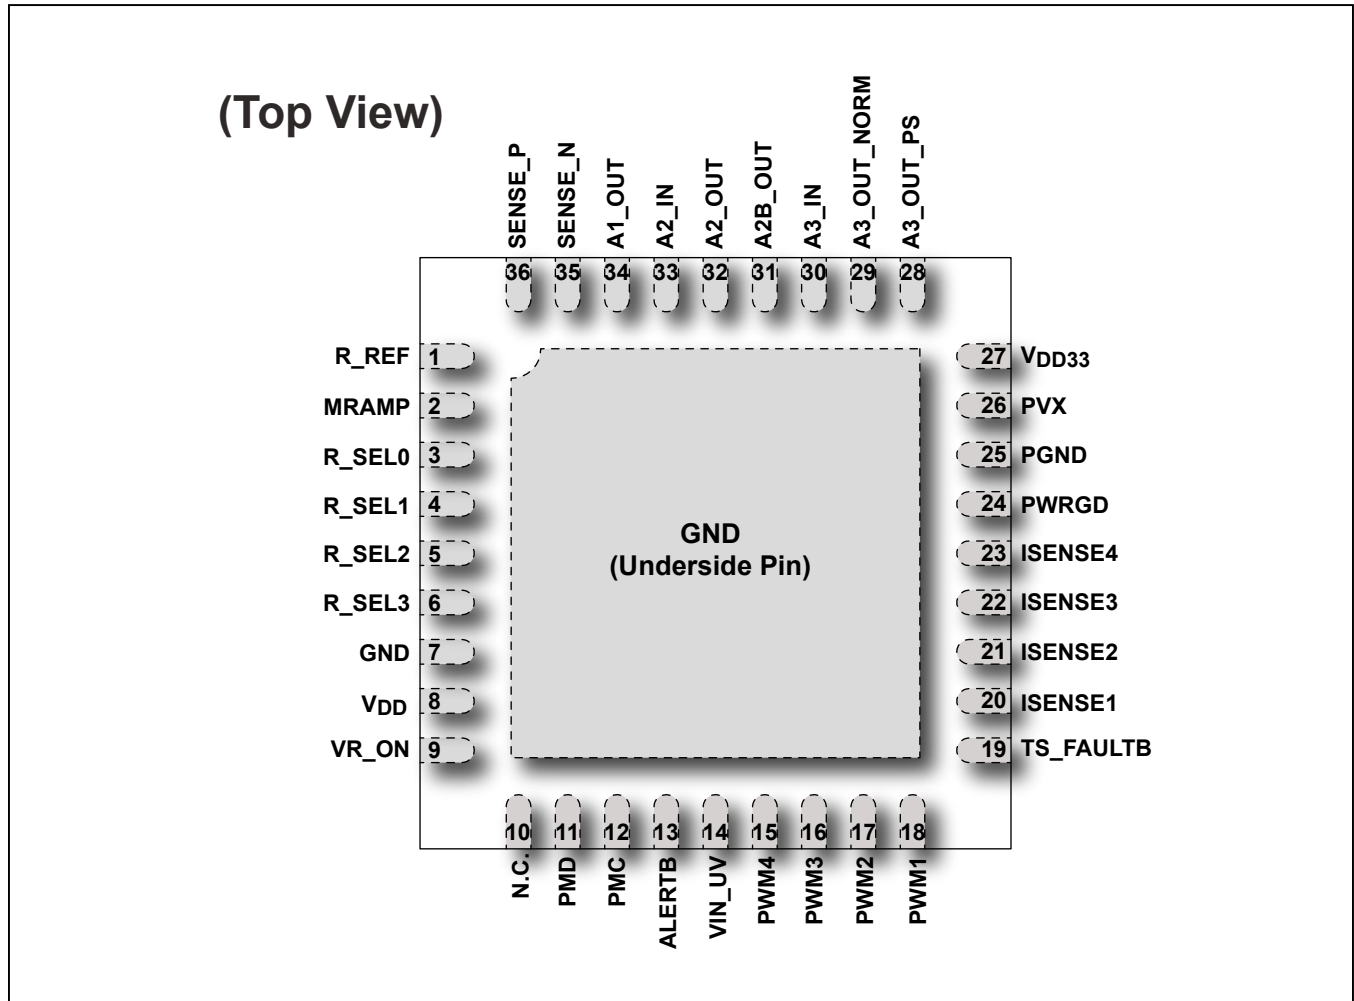 (Top View)
SENSE_P
SENSE_N
A1_OUT
A2_IN
A2_OUT
A2B_OUT
A3_IN
A3_OUT_NORM
A3_OUT_PS
36
35
34
33
32
31
30
29
28
R_REF 1
MRAMP 2
R_SEL0 3
R_SEL1 4
R_SEL2 5
R_SEL3 6
GND 7
VDD 8
VR_ON 9
GND
(Underside Pin)
27 VDD33
26 PVX
25 PGND
24 PWRGD
23 ISENSE4
22 ISENSE3
21 ISENSE2
20 ISENSE1
19 TS_FAULTB
10
11
12
13
14
15
16
17
18
N.C.
PMD
PMC
ALERTB
VIN_UV
PWM4
PWM3
PWM2
PWM1